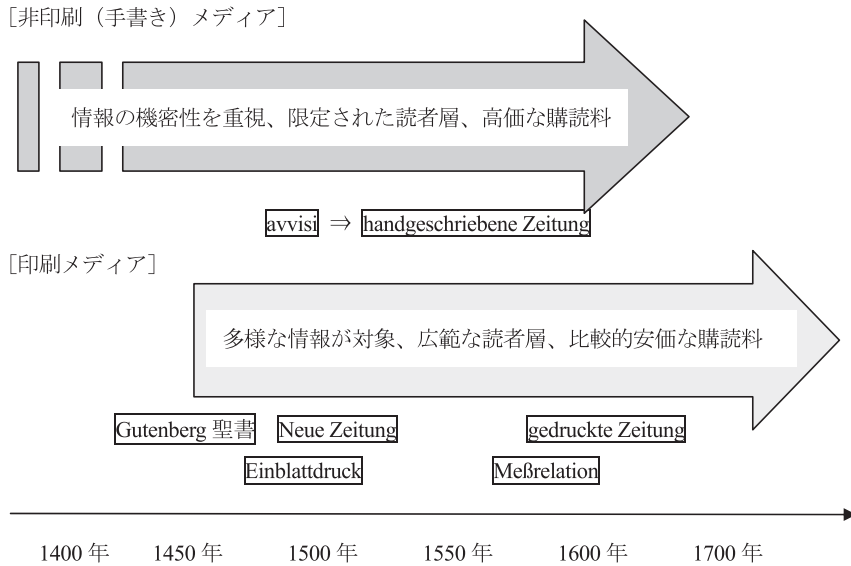 ［非印刷（手書き）メディア］
情報の機密性を重視、限定された読者層、高価な購読料
avvisi ⇒ handgeschriebene Zeitung
［印刷メディア］
多様な情報が対象、広範な読者層、比較的安価な購読料
Gutenberg 聖書 Neue Zeitung gedruckte Zeitung
Einblattdruck Meßrelation
1400 年 1450 年 1500 年 1550 年 1600 年 1700 年